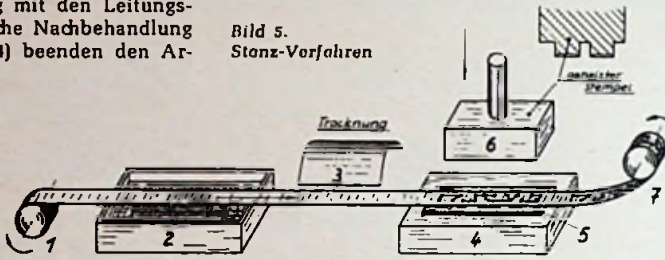 g mit den Leitungs-
che Nachbehandlung
4) beenden den Ar-
Bild 5.
Stanz-Verfahren
geheizter
Stempel
Trocknung
6
3
7
1
2
4
5